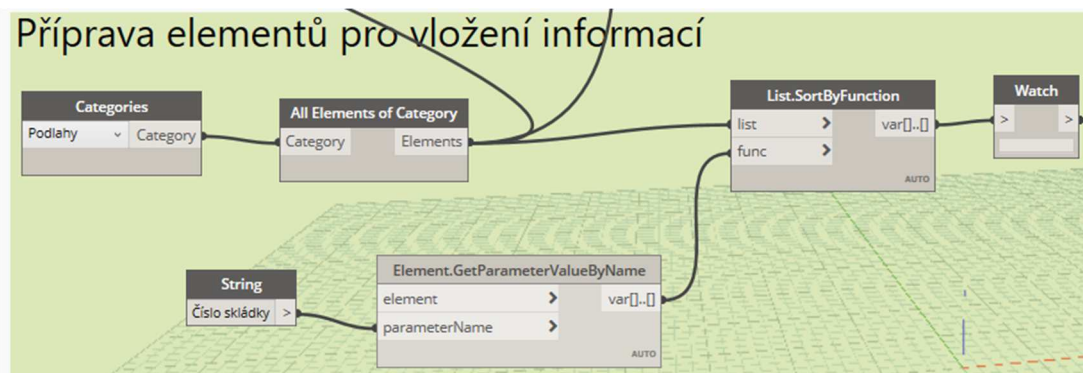 Příprava elementů pro vložení informací
Categories
Podlahy
Category
All Elements of Category
Category
Elements
List.SortByFunction
list > var[]..[]
func >
AUTO
Watch
> >
String
Číslo skládky >
Element.GetParameterValueByName
element > var[]..[]
parameterName >
AUTO